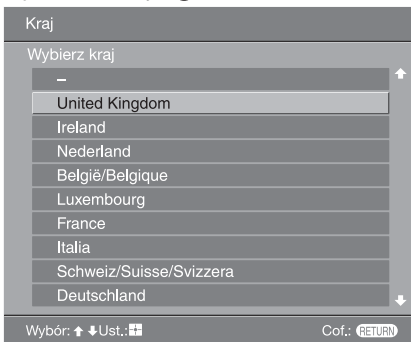 Kraj
Wybierz kraj
–
United Kingdom
Ireland
Nederland
België/Belgique
Luxembourg
France
Italia
Schweiz/Suisse/Svizzera
Deutschland
Wybór: ↑ ↓ Ust.: Cof.: RETURN